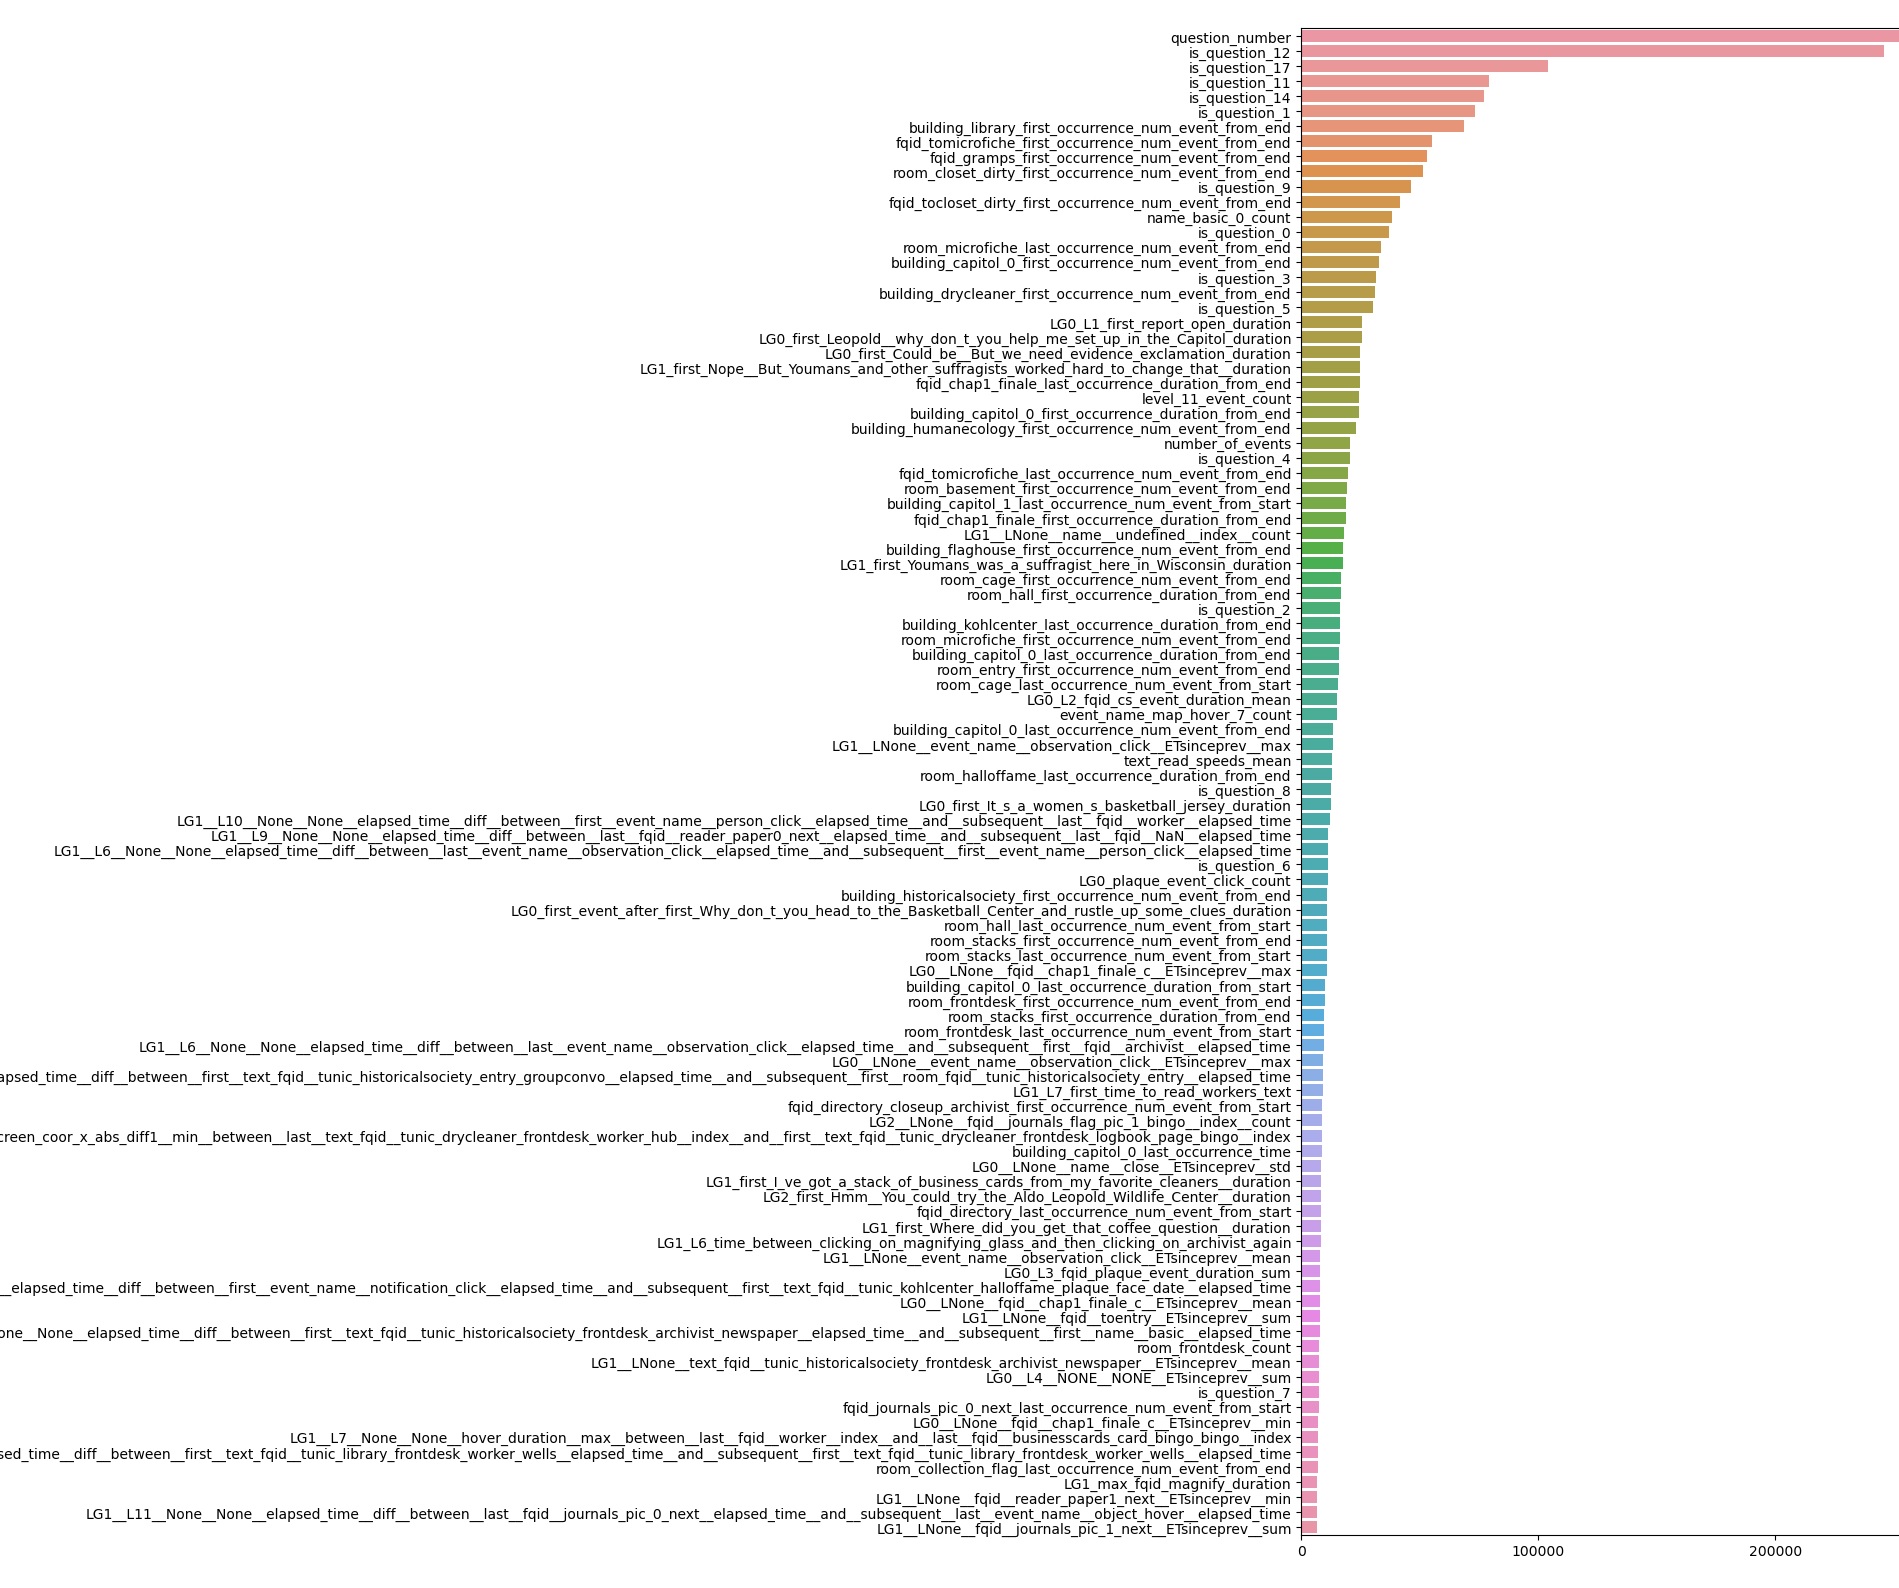 question_number
is_question_12
is_question_17
is_question_11
is_question_14
is_question_1
building_library_first_occurrence_num_event_from_end
fqid_tomicrofiche_first_occurrence_num_event_from_end
fqid_gramps_first_occurrence_num_event_from_end
room_closet_dirty_first_occurrence_num_event_from_end
is_question_9
fqid_tocloset_dirty_first_occurrence_num_event_from_end
name_basic_0_count
is_question_0
room_microfiche_last_occurrence_num_event_from_end
building_capitol_0_first_occurrence_num_event_from_end
is_question_3
building_drycleaner_first_occurrence_num_event_from_end
is_question_5
LG0_L1_first_report_open_duration
LG0_first_Leopold__why_don_t_you_help_me_set_up_in_the_Capitol_duration
LG0_first_Could_be__But_we_need_evidence_exclamation_duration
LG1_first_Nope__But_Youmans_and_other_suffragists_worked_hard_to_change_that__duration
fqid_chap1_finale_last_occurrence_duration_from_end
level_11_event_count
building_capitol_0_first_occurrence_duration_from_end
building_humanecology_first_occurrence_num_event_from_end
number_of_events
is_question_4
fqid_tomicrofiche_last_occurrence_num_event_from_end
room_basement_first_occurrence_num_event_from_end
building_capitol_1_last_occurrence_num_event_from_start
fqid_chap1_finale_first_occurrence_duration_from_end
LG1__LNone__name__undefined__index__count
building_flaghouse_first_occurrence_num_event_from_end
LG1_first_Youmans_was_a_suffragist_here_in_Wisconsin_duration
room_cage_first_occurrence_num_event_from_end
room_hall_first_occurrence_duration_from_end
is_question_2
building_kohlcenter_last_occurrence_duration_from_end
room_microfiche_first_occurrence_num_event_from_end
building_capitol_0_last_occurrence_duration_from_end
room_entry_first_occurrence_num_event_from_end
room_cage_last_occurrence_num_event_from_start
LG0_L2_fqid_cs_event_duration_mean
event_name_map_hover_7_count
building_capitol_0_last_occurrence_num_event_from_end
LG1__LNone__event_name__observation_click__ETsinceprev__max
text_read_speeds_mean
room_halloffame_last_occurrence_duration_from_end
is_question_8
LG0_first_It_s_a_women_s_basketball_jersey_duration
LG1__L10__None__None__elapsed_time__diff__between__first__event_name__person_click__elapsed_time__and__subsequent__last__fqid__worker__elapsed_time
LG1__L9__None__None__elapsed_time__diff__between__last__fqid__reader_paper0_next__elapsed_time__and__subsequent__last__fqid__NaN__elapsed_time
LG1__L6__None__None__elapsed_time__diff__between__last__event_name__observation_click__elapsed_time__and__subsequent__first__event_name__person_click__elapsed_time
is_question_6
LG0_plaque_event_click_count
building_historicalsociety_first_occurrence_num_event_from_end
LG0_first_event_after_first_Why_don_t_you_head_to_the_Basketball_Center_and_rustle_up_some_clues_duration
room_hall_last_occurrence_num_event_from_start
room_stacks_first_occurrence_num_event_from_end
room_stacks_last_occurrence_num_event_from_start
LG0__LNone__fqid__chap1_finale_c__ETsinceprev__max
building_capitol_0_last_occurrence_duration_from_start
room_frontdesk_first_occurrence_num_event_from_end
room_stacks_first_occurrence_duration_from_end
room_frontdesk_last_occurrence_num_event_from_start
LG1__L6__None__None__elapsed_time__diff__between__last__event_name__observation_click__elapsed_time__and__subsequent__first__fqid__archivist__elapsed_time
LG0__LNone__event_name__observation_click__ETsinceprev__max
apsed_time__diff__between__first__text_fqid__tunic_historicalsociety_entry_groupconvo__elapsed_time__and__subsequent__first__room_fqid__tunic_historicalsociety_entry__elapsed_time
LG1_L7_first_time_to_read_workers_text
fqid_directory_closeup_archivist_first_occurrence_num_event_from_start
LG2__LNone__fqid__journals_flag_pic_1_bingo__index__count
creen_coor_x_abs_diff1__min__between__last__text_fqid__tunic_drycleaner_frontdesk_worker_hub__index__and__first__text_fqid__tunic_drycleaner_frontdesk_logbook_page_bingo__index
building_capitol_0_last_occurrence_time
LG0__LNone__name__close__ETsinceprev__std
LG1_first_I_ve_got_a_stack_of_business_cards_from_my_favorite_cleaners__duration
LG2_first_Hmm__You_could_try_the_Aldo_Leopold_Wildlife_Center__duration
fqid_directory_last_occurrence_num_event_from_start
LG1_first_Where_did_you_get_that_coffee_question__duration
LG1_L6_time_between_clicking_on_magnifying_glass_and_then_clicking_on_archivist_again
LG1__LNone__event_name__observation_click__ETsinceprev__mean
LG0_L3_fqid_plaque_event_duration_sum
__elapsed_time__diff__between__first__event_name__notification_click__elapsed_time__and__subsequent__first__text_fqid__tunic_kohlcenter_halloffame_plaque_face_date__elapsed_time
LG0__LNone__fqid__chap1_finale_c__ETsinceprev__mean
LG1__LNone__fqid__toentry__ETsinceprev__sum
one__None__elapsed_time__diff__between__first__text_fqid__tunic_historicalsociety_frontdesk_archivist_newspaper__elapsed_time__and__subsequent__first__name__basic__elapsed_time
room_frontdesk_count
LG1__LNone__text_fqid__tunic_historicalsociety_frontdesk_archivist_newspaper__ETsinceprev__mean
LG0__L4__NONE__NONE__ETsinceprev__sum
is_question_7
fqid_journals_pic_0_next_last_occurrence_num_event_from_start
LG0__LNone__fqid__chap1_finale_c__ETsinceprev__min
LG1__L7__None__None__hover_duration__max__between__last__fqid__worker__index__and__last__fqid__businesscards_card_bingo_bingo__index
sed_time__diff__between__first__text_fqid__tunic_library_frontdesk_worker_wells__elapsed_time__and__subsequent__first__text_fqid__tunic_library_frontdesk_worker_wells__elapsed_time
room_collection_flag_last_occurrence_num_event_from_end
LG1_max_fqid_magnify_duration
LG1__LNone__fqid__reader_paper1_next__ETsinceprev__min
LG1__L11__None__None__elapsed_time__diff__between__last__fqid__journals_pic_0_next__elapsed_time__and__subsequent__last__event_name__object_hover__elapsed_time
LG1__LNone__fqid__journals_pic_1_next__ETsinceprev__sum
0 100000 200000